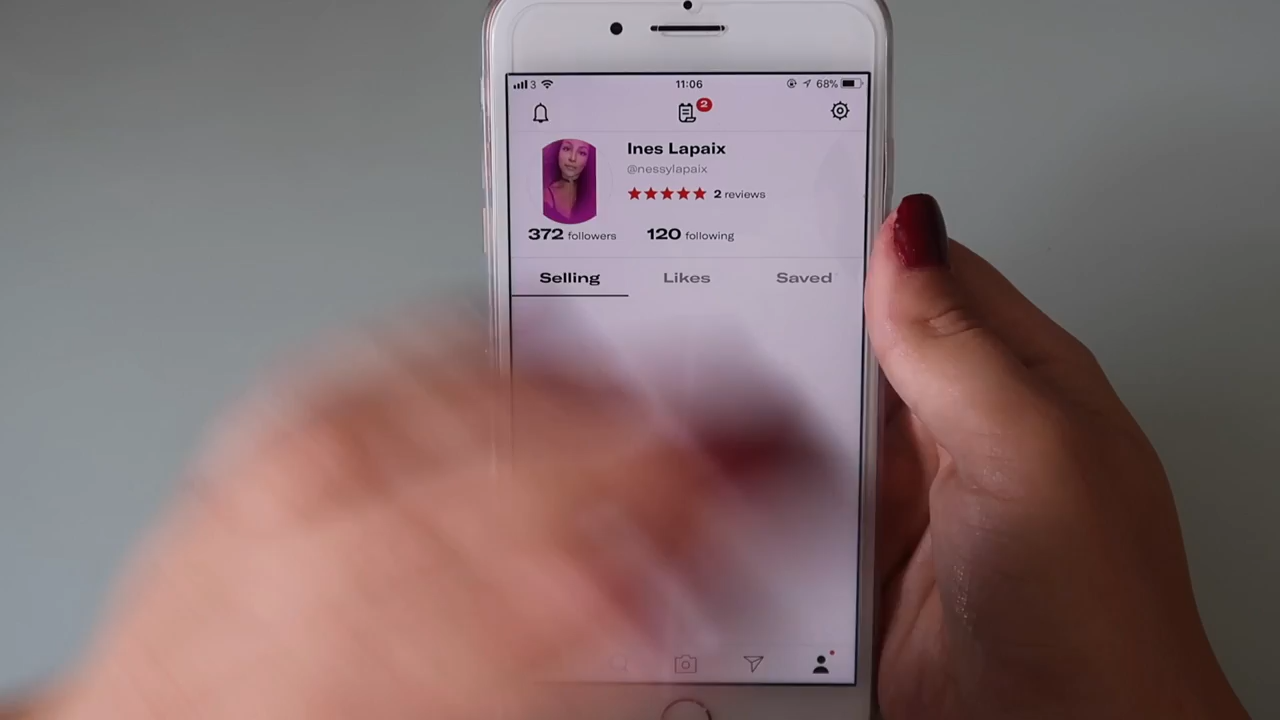 3 11:06 68%
2
Ines Lapaix
@nessylapaix
2 reviews
372 followers 120 following
Selling Likes Saved